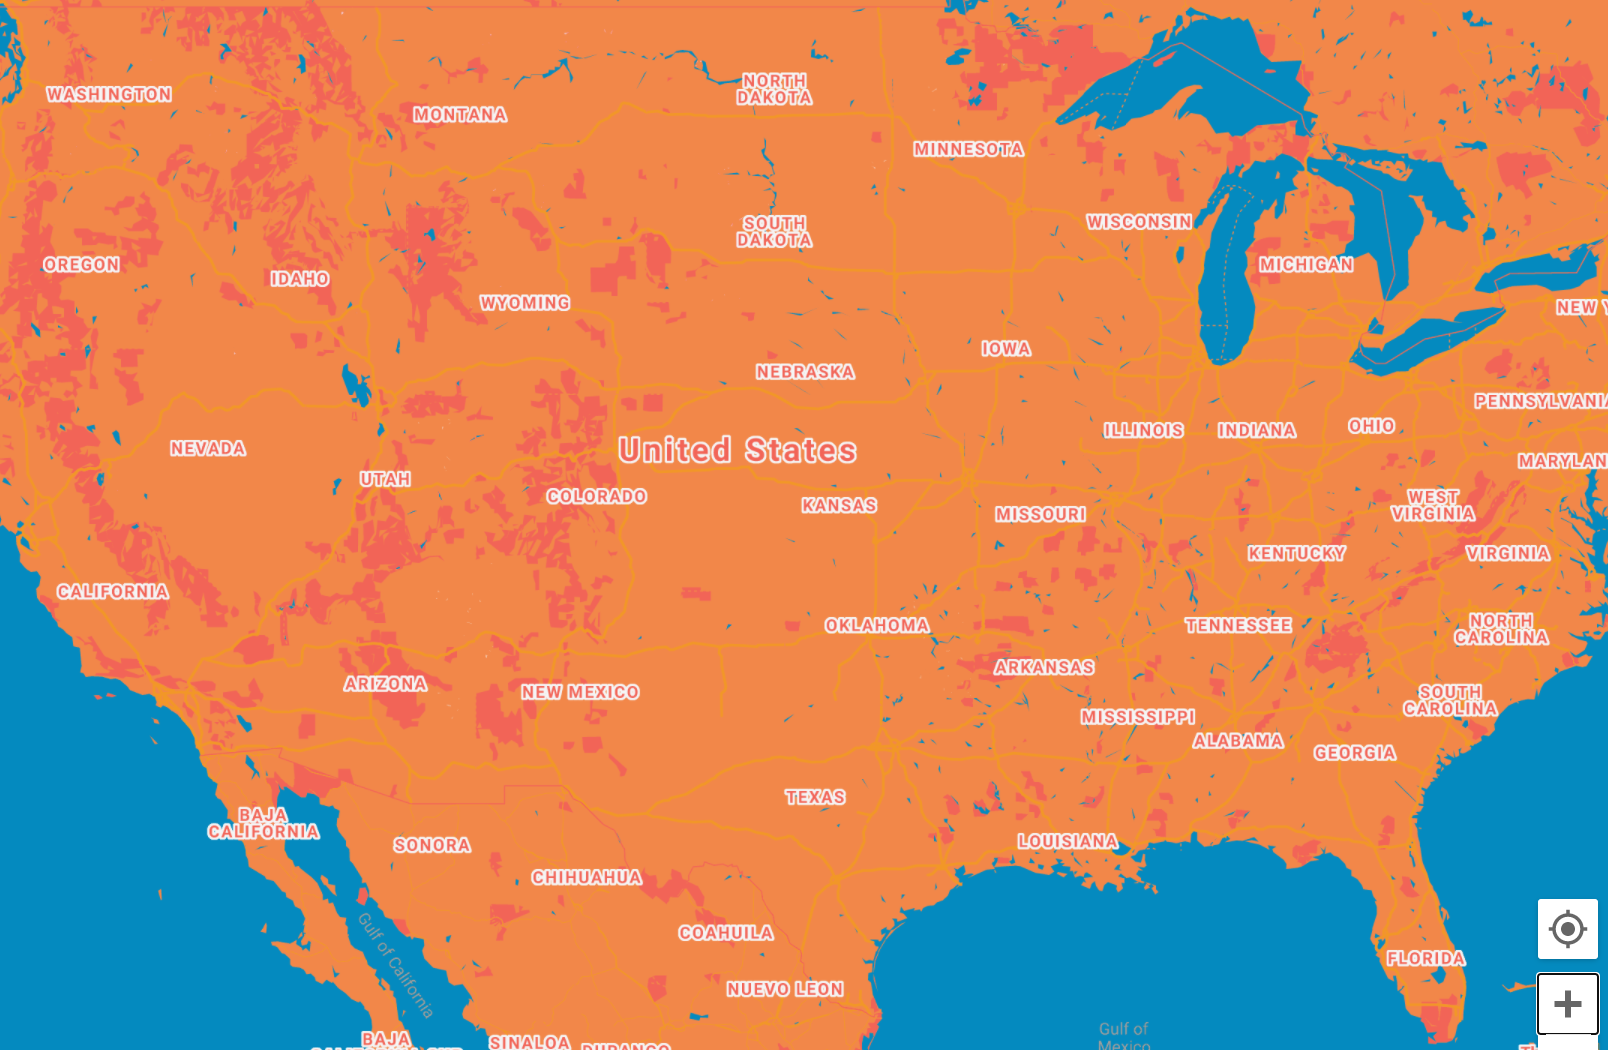 WASHINGTON
MONTANA
NORTH
DAKOTA
MINNESOTA
OREGON
IDAHO
WYOMING
SOUTH
DAKOTA
WISCONSIN
MICHIGAN
NEW Y
IOWA
NEBRASKA
PENNSYLVANIA
NEVADA
UTAH
United States
COLORADO
KANSAS
MISSOURI
ILLINOIS
INDIANA
OHIO
MARYLAN
WEST
VIRGINIA
KENTUCKY
VIRGINIA
CALIFORNIA
OKLAHOMA
TENNESSEE
NORTH
CAROLINA
ARIZONA
NEW MEXICO
ARKANSAS
SOUTH
CAROLINA
MISSISSIPPI
ALABAMA
GEORGIA
TEXAS
BAJA
CALIFORNIA
SONORA
LOUISIANA
CHIHUAHUA
Gulf of California
COAHUILA
FLORIDA
NUEVO LEON
Gulf of
Mexico
BAJA
SINALOA
DURANGO